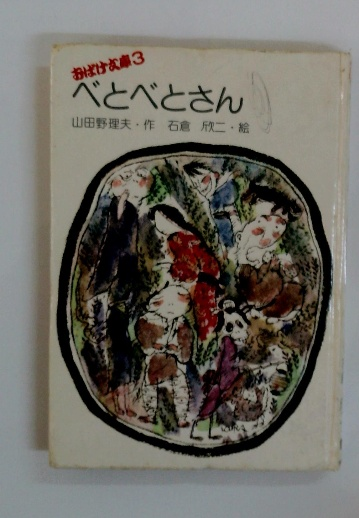 おばけ文庫3
べとべとさん
山田野理夫・作 石倉 欣二・絵